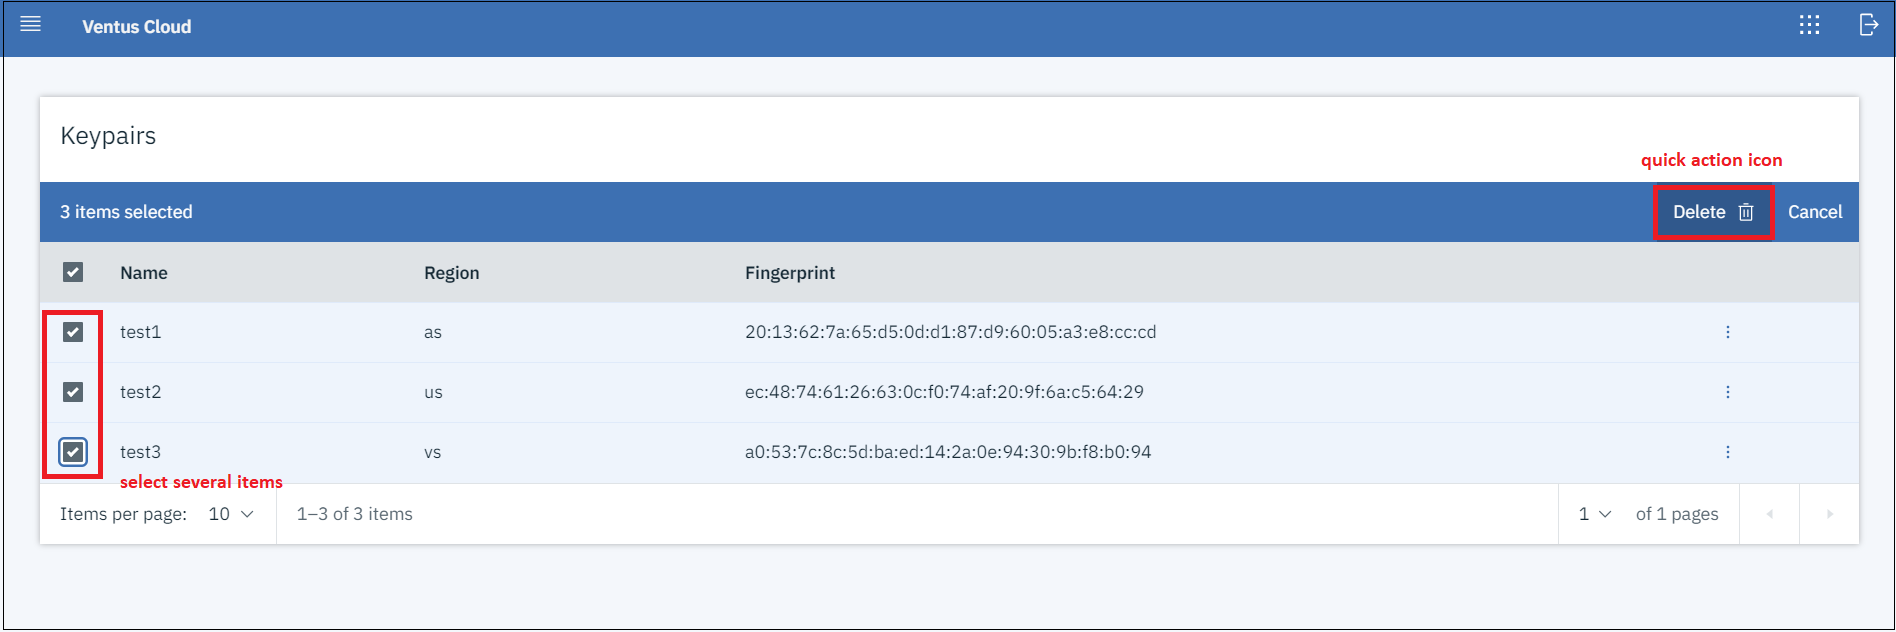 Ventus Cloud
Keypairs
quick action icon
3 items selected Delete Cancel
Name Region Fingerprint
test1 as 20:13:62:7a:65:d5:0d:d1:87:d9:60:05:a3:e8:cc:cd
test2 us ec:48:74:61:26:63:0c:f0:74:af:20:9f:6a:c5:64:29
test3 vs a0:53:7c:8c:5d:ba:ed:14:2a:0e:94:30:9b:f8:b0:94
select several items
Items per page: 10 1–3 of 3 items 1 of 1 pages